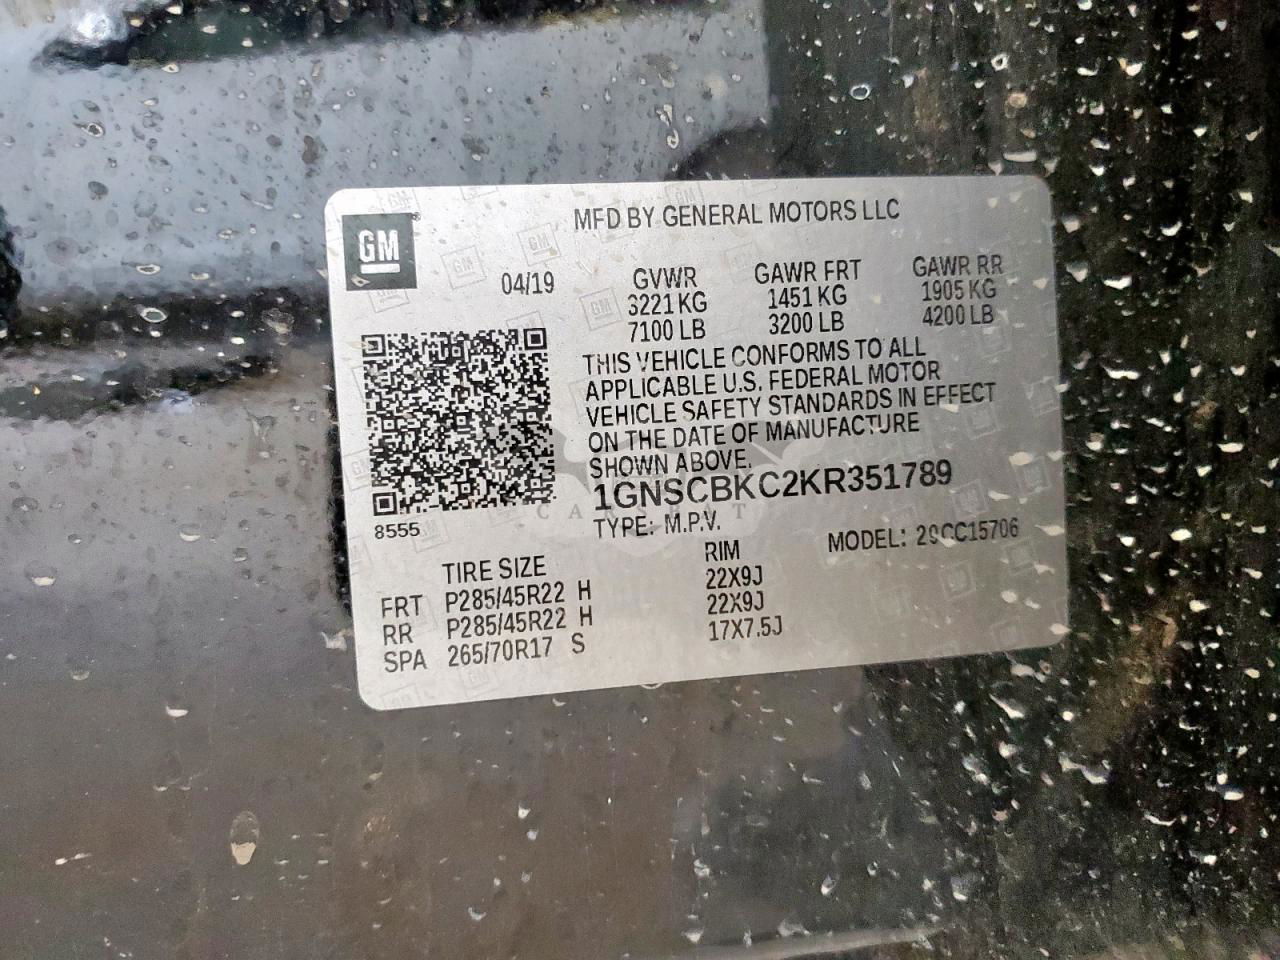 MFD BY GENERAL MOTORS LLC
GM
04/19 GVWR GAWR FRT GAWR RR
3221 KG 1451 KG 1905 KG
7100 LB 3200 LB 4200 LB
THIS VEHICLE CONFORMS TO ALL
APPLICABLE U.S. FEDERAL MOTOR
VEHICLE SAFETY STANDARDS IN EFFECT
ON THE DATE OF MANUFACTURE
SHOWN ABOVE.
1GNSCBKC2KR351789
8555
TYPE: M.P.V. MODEL:
TIRE SIZE RIM
FRT P285/45R22 H 22X9J
RR P285/45R22 H 22X9J
SPA 265/70R17 S 17X7.5J